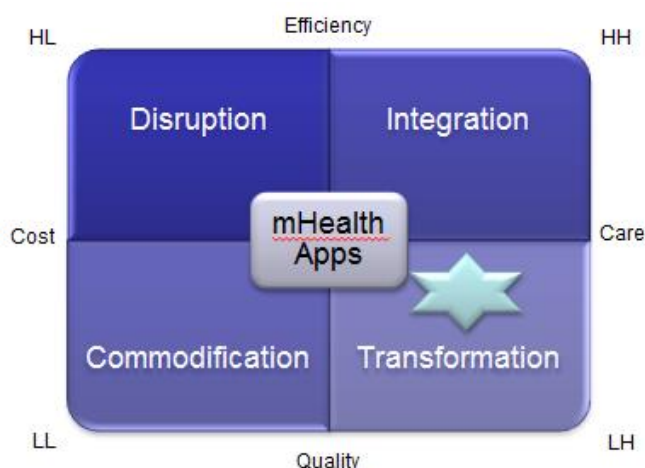 Efficiency
HL
HH
Disruption
Integration
mHealth
Apps
Cost
Care
Commodification
Transformation
LL
LH
Quality